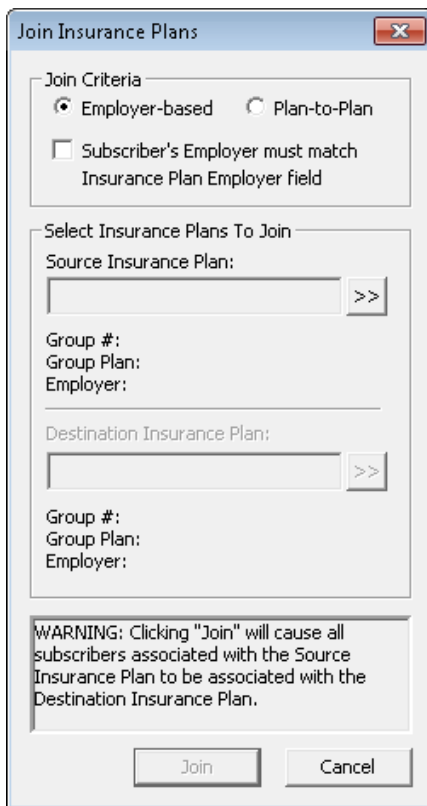 Join Insurance Plans
Join Criteria
Employer-based Plan-to-Plan
Subscriber's Employer must match
Insurance Plan Employer field
Select Insurance Plans To Join
Source Insurance Plan:
>>
Group #:
Group Plan:
Employer:
Destination Insurance Plan:
>>
Group #:
Group Plan:
Employer:
WARNING: Clicking "Join" will cause all
subscribers associated with the Source
Insurance Plan to be associated with the
Destination Insurance Plan.
Join Cancel